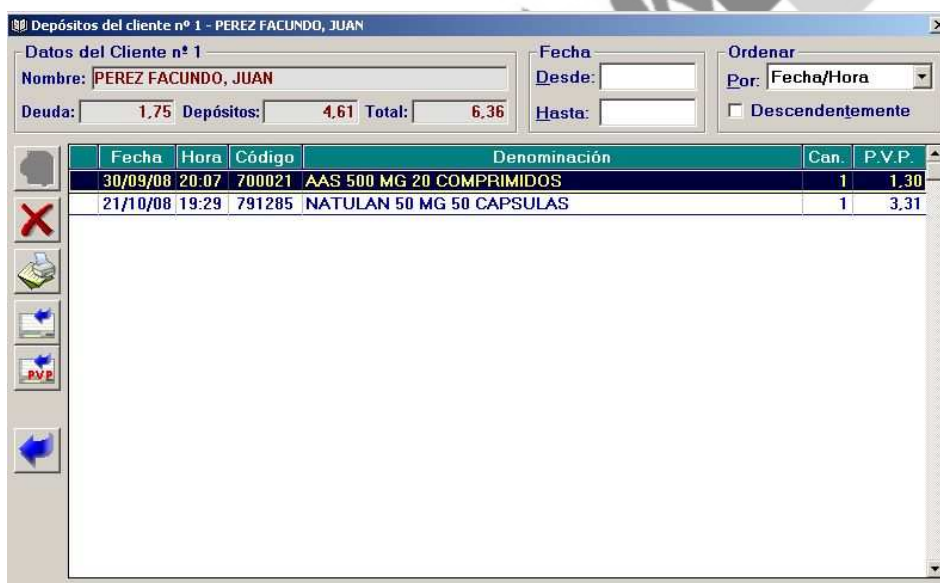 Depósitos del cliente nº 1 - PEREZ FACUNDO, JUAN
Datos del Cliente nº 1
Nombre: PEREZ FACUNDO, JUAN
Deuda: 1,75 Depósitos: 4,61 Total: 6,36
Fecha
Desde:
Hasta:
Ordenar
Por: Fecha/Hora
Descendentemente
Fecha Hora Código Denominación Can. P.V.P.
30/09/08 20:07 700021 AAS 500 MG 20 COMPRIMIDOS 1 1,30
21/10/08 19:29 791285 NATULAN 50 MG 50 CAPSULAS 1 3,31
PVP